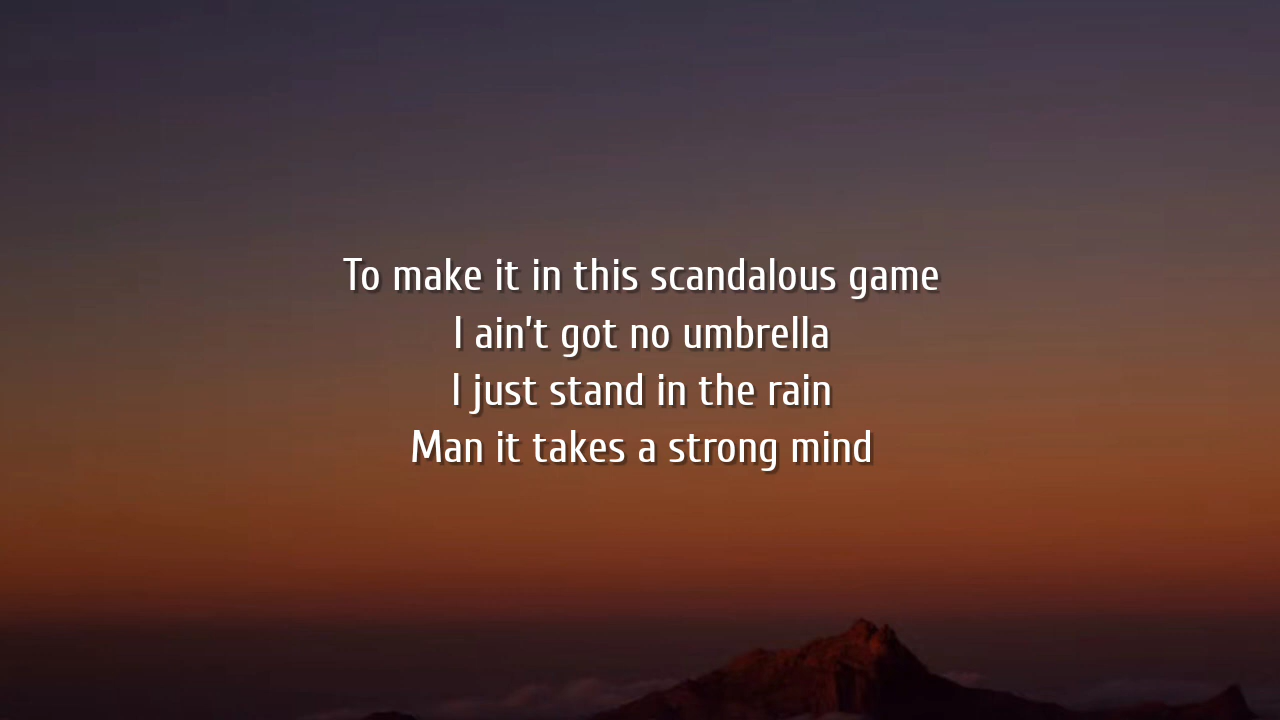 To make it in this scandalous game
I ain't got no umbrella
I just stand in the rain
Man it takes a strong mind